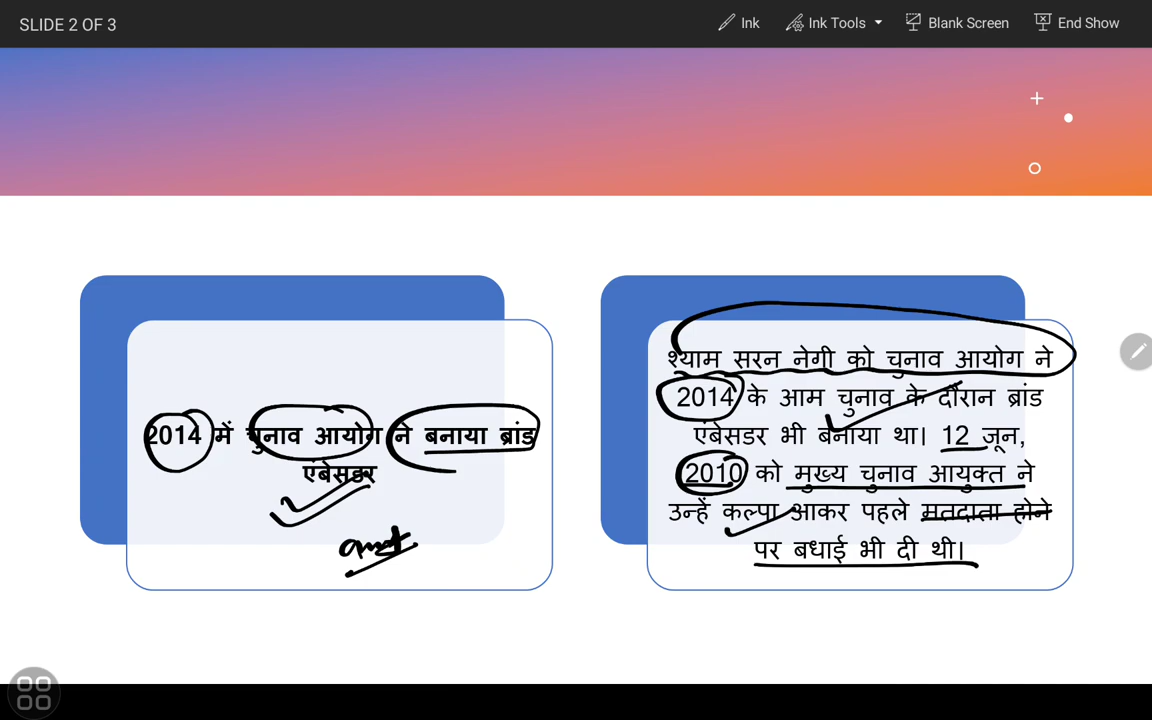 SLIDE 2 OF 3
Ink
Ink Tools
Blank Screen
End Show
2014 में चुनाव आयोग ने बनाया ब्रांड
एंबेसडर
श्याम सरन नेगी को चुनाव आयोग ने
2014 के आम चुनाव के दौरान ब्रांड
एंबेसडर भी बनाया था। 12 जून,
2010 को मुख्य चुनाव आयुक्त ने
उन्हें कल्पा आकर पहले मतदाता होने
पर बधाई भी दी थी।